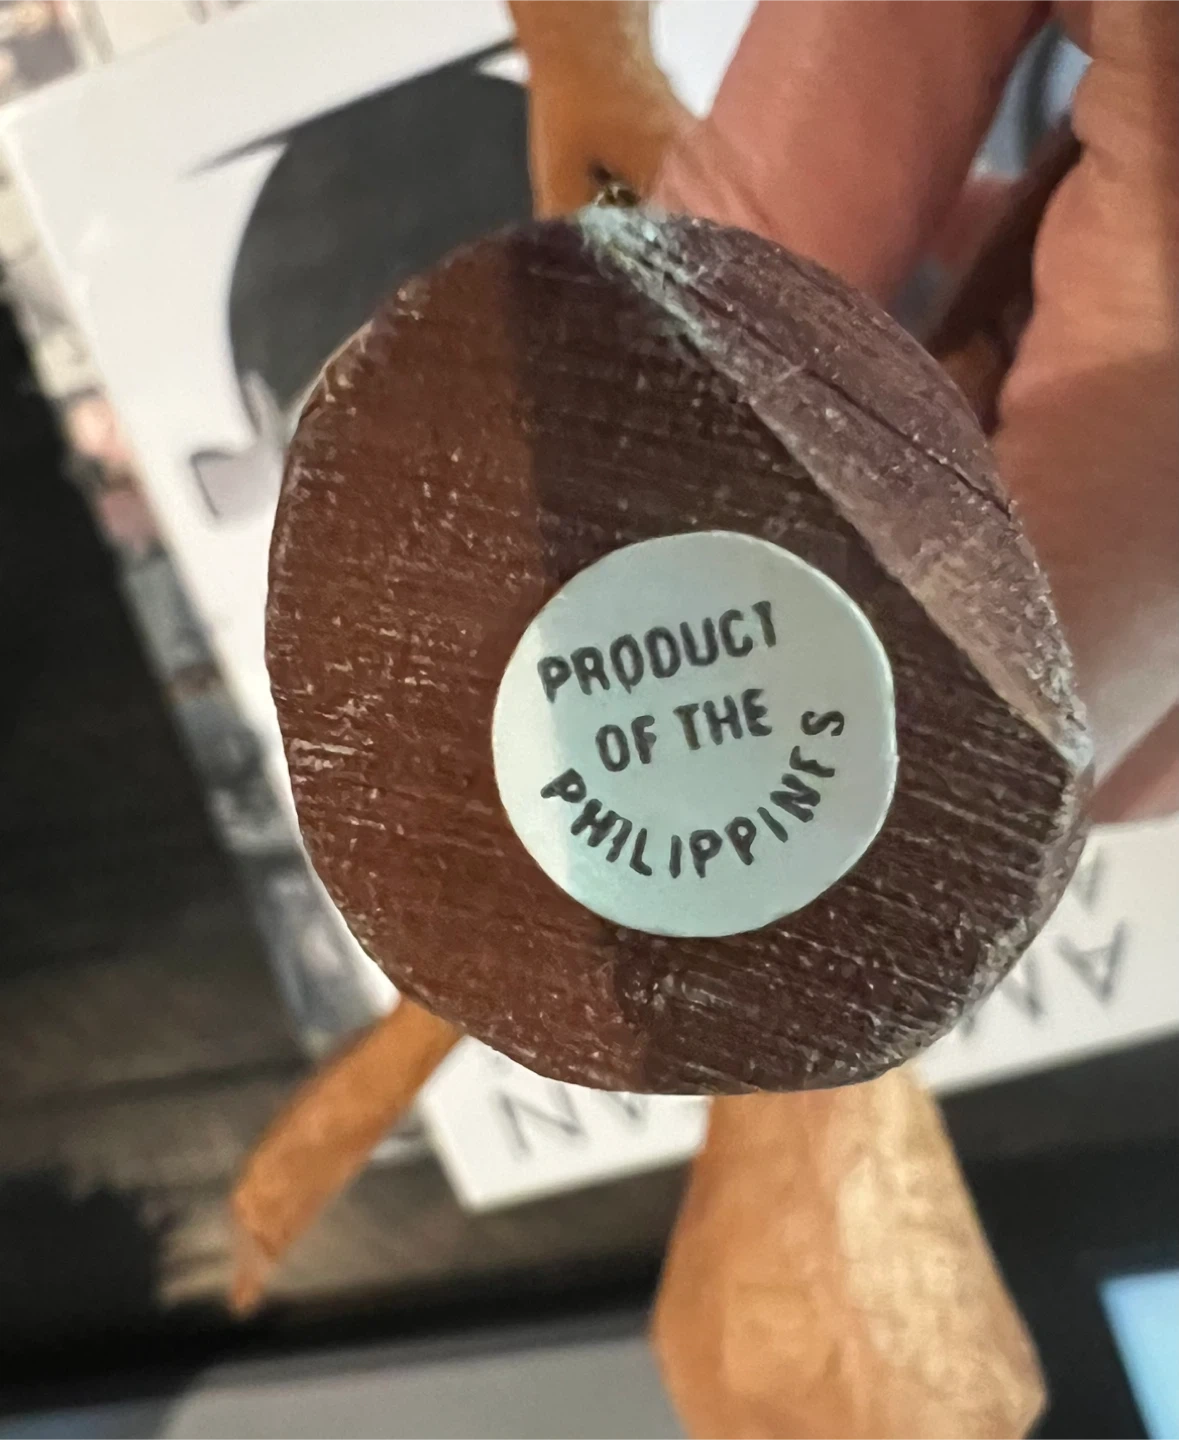 PRODUCT
OF THE
PHILIPPINES